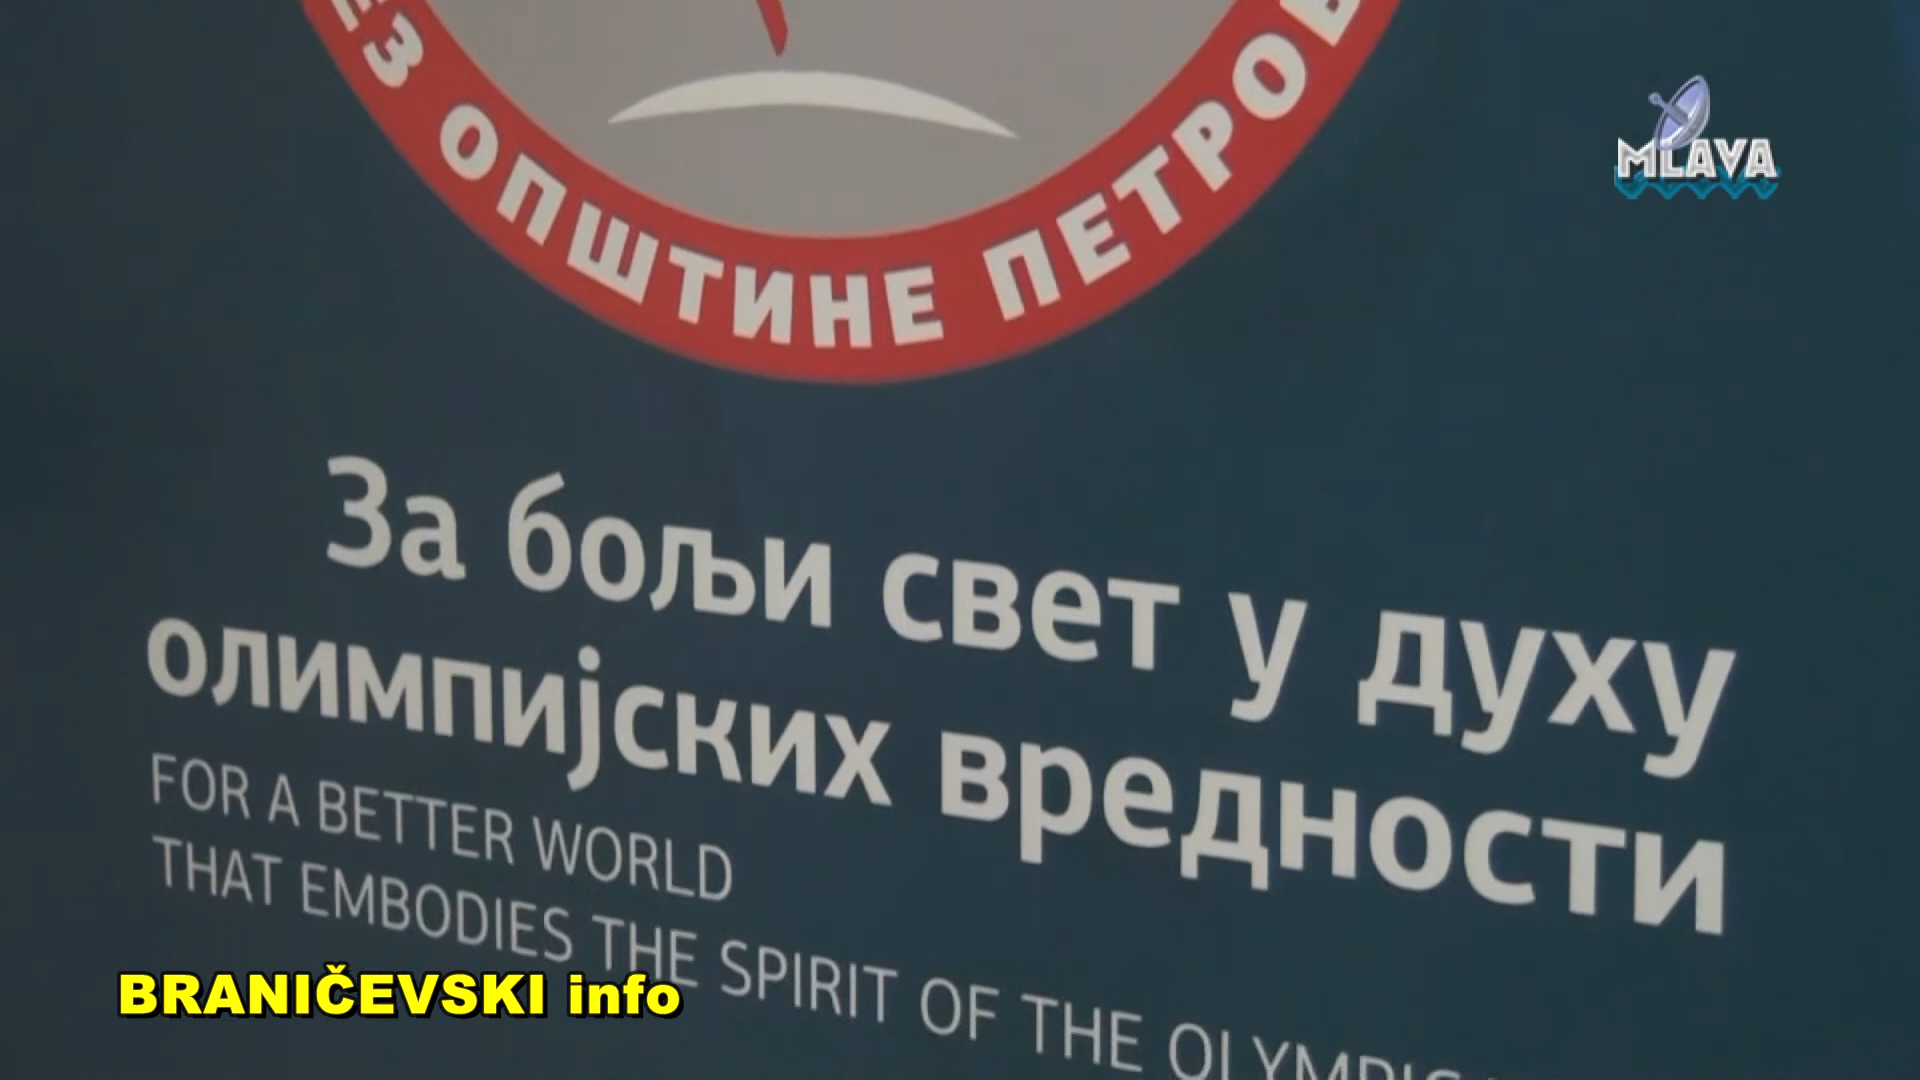 ЕЗ ОПШТИНЕ ПЕТРОВ
MLAVA
За бољи свет у духу
олимпијских вредности
FOR A BETTER WORLD
THAT EMBODIES THE SPIRIT OF THE OLYMPIC
BRANIČEVSKI info